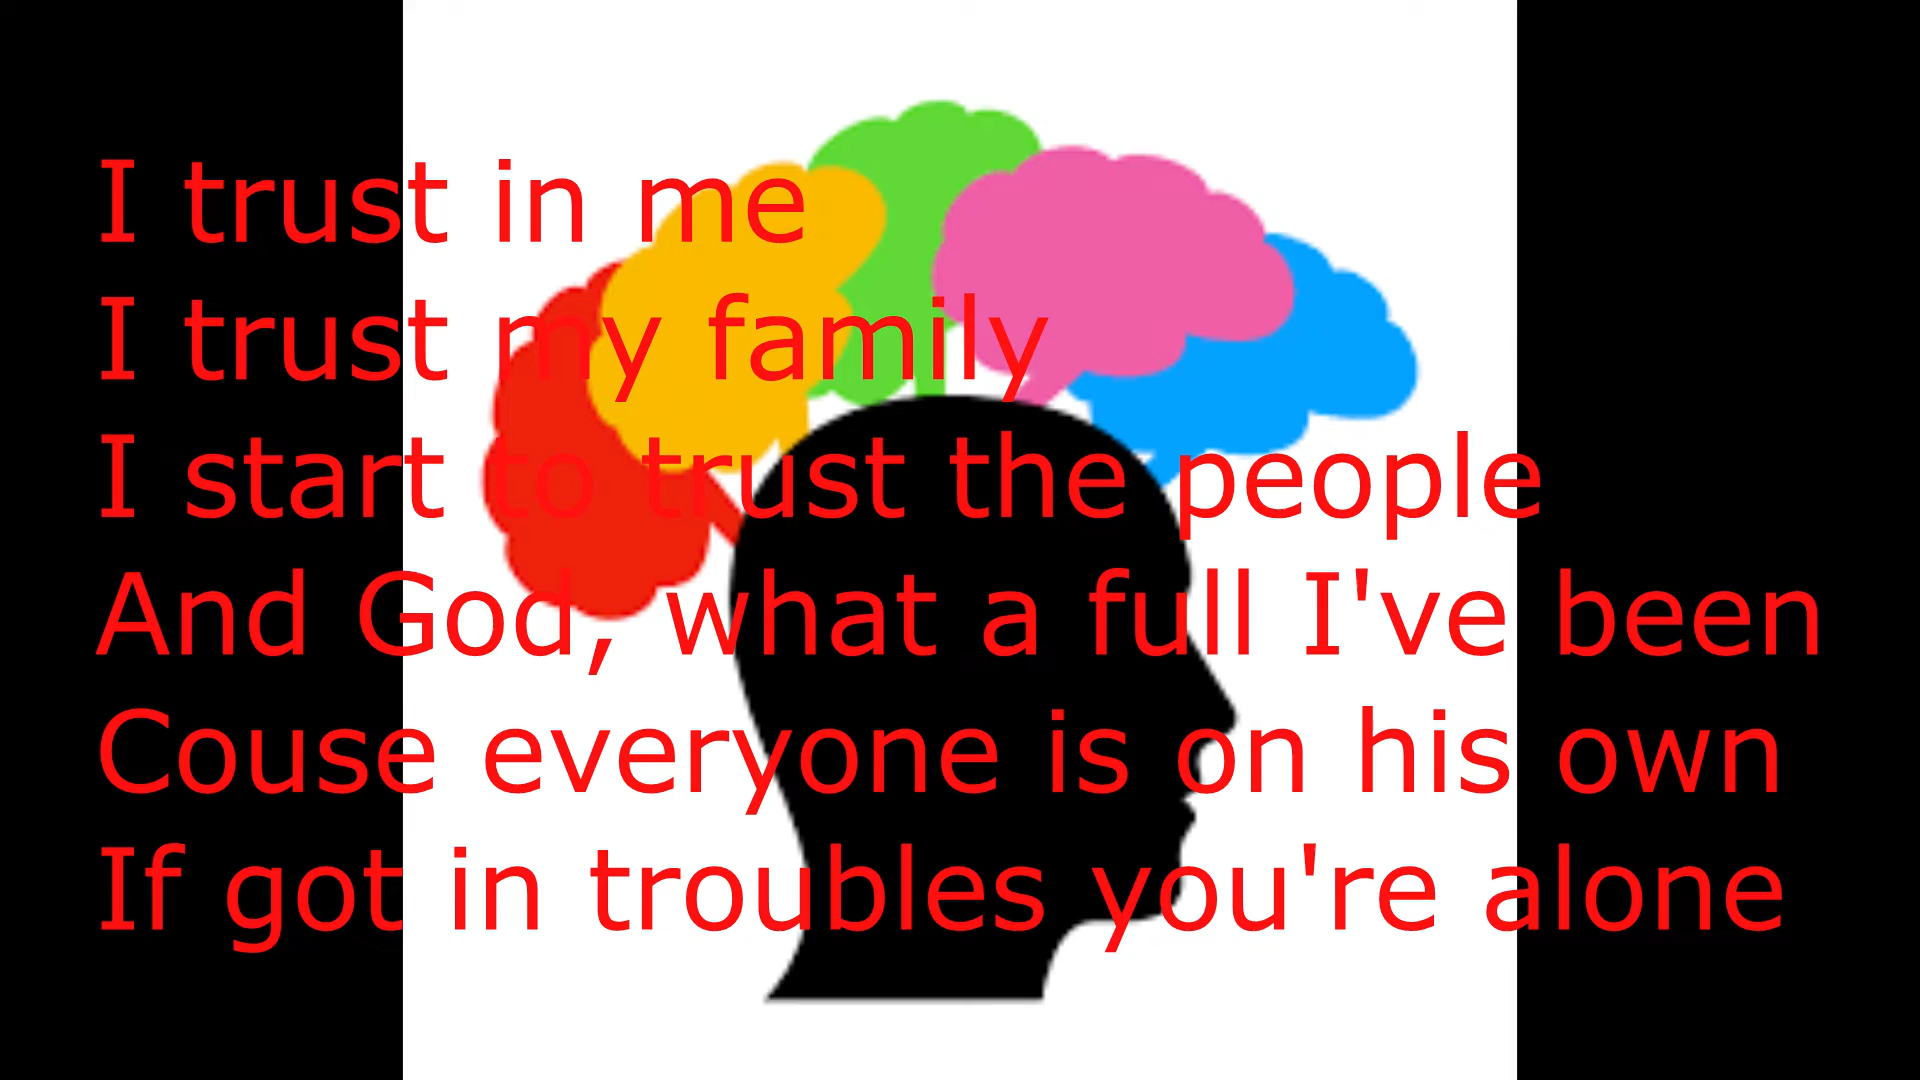 I trust in me
I trust my family
I start to trust the people
And God, what a full I've been
Couse everyone is on his own
If got in troubles you're alone